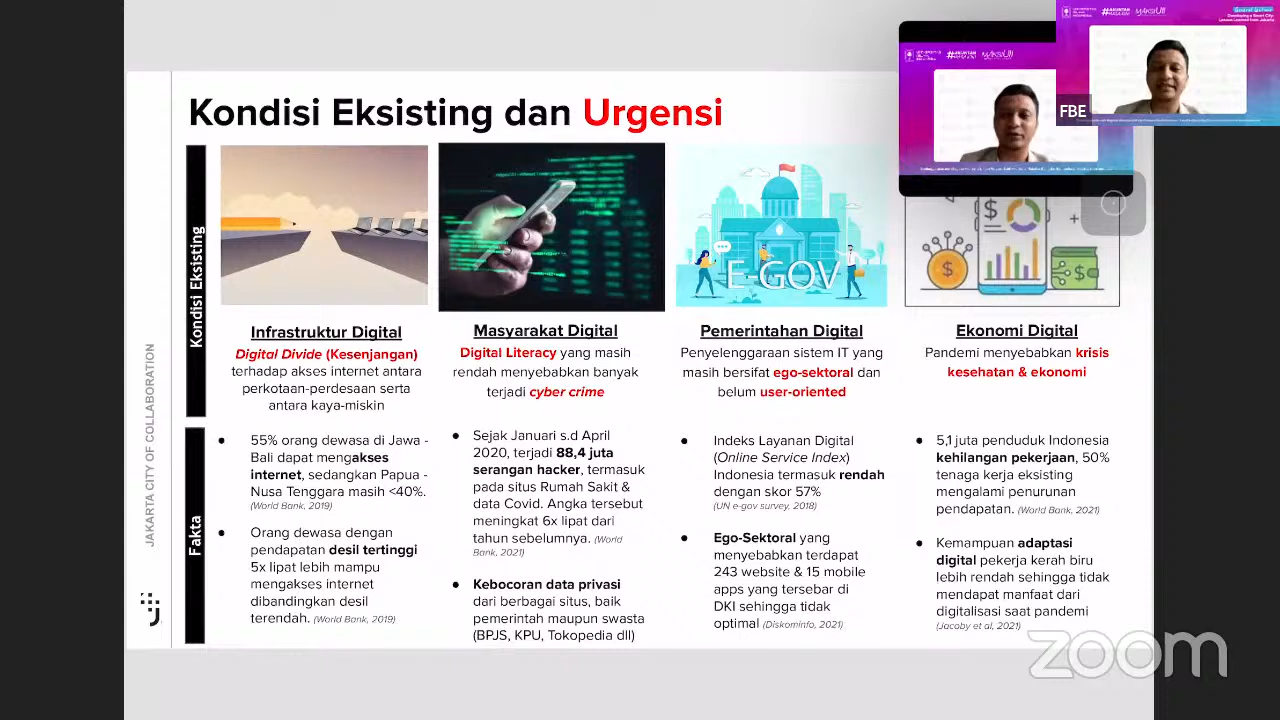 Kondisi Eksisting dan Urgensi
FBE
Kondisi Eksisting
E-GOV
Infrastruktur Digital
Digital Divide (Kesenjangan)
terhadap akses internet antara
perkotaan-perdesaan serta
antara kaya-miskin
Masyarakat Digital
Digital Literacy yang masih
rendah menyebabkan banyak
terjadi cyber crime
Pemerintahan Digital
Penyelenggaraan sistem IT yang
masih bersifat ego-sektoral dan
belum user-oriented
Ekonomi Digital
Pandemi menyebabkan krisis
kesehatan & ekonomi
JAKARTA CITY OF COLLABORATION
Fakta
55% orang dewasa di Jawa -
Bali dapat mengakses
internet, sedangkan Papua -
Nusa Tenggara masih <40%.
(World Bank, 2019)
Orang dewasa dengan
pendapatan desil tertinggi
5x lipat lebih mampu
mengakses internet
dibandingkan desil
terendah. (World Bank, 2019)
Sejak Januari s.d April
2020, terjadi 88,4 juta
serangan hacker, termasuk
pada situs Rumah Sakit &
data Covid. Angka tersebut
meningkat 6x lipat dari
tahun sebelumnya. (World
Bank, 2021)
Kebocoran data privasi
dari berbagai situs, baik
pemerintah maupun swasta
(BPJS, KPU, Tokopedia dll)
Indeks Layanan Digital
(Online Service Index)
Indonesia termasuk rendah
dengan skor 57%
(UN e-gov survey, 2018)
Ego-Sektoral yang
menyebabkan terdapat
243 website & 15 mobile
apps yang tersebar di
DKI sehingga tidak
optimal (Diskominfo, 2021)
5,1 juta penduduk Indonesia
kehilangan pekerjaan, 50%
tenaga kerja eksisting
mengalami penurunan
pendapatan. (World Bank, 2021)
Kemampuan adaptasi
digital pekerja kerah biru
lebih rendah sehingga tidak
mendapat manfaat dari
digitalisasi saat pandemi
(Jacoby et al, 2021)
zoom